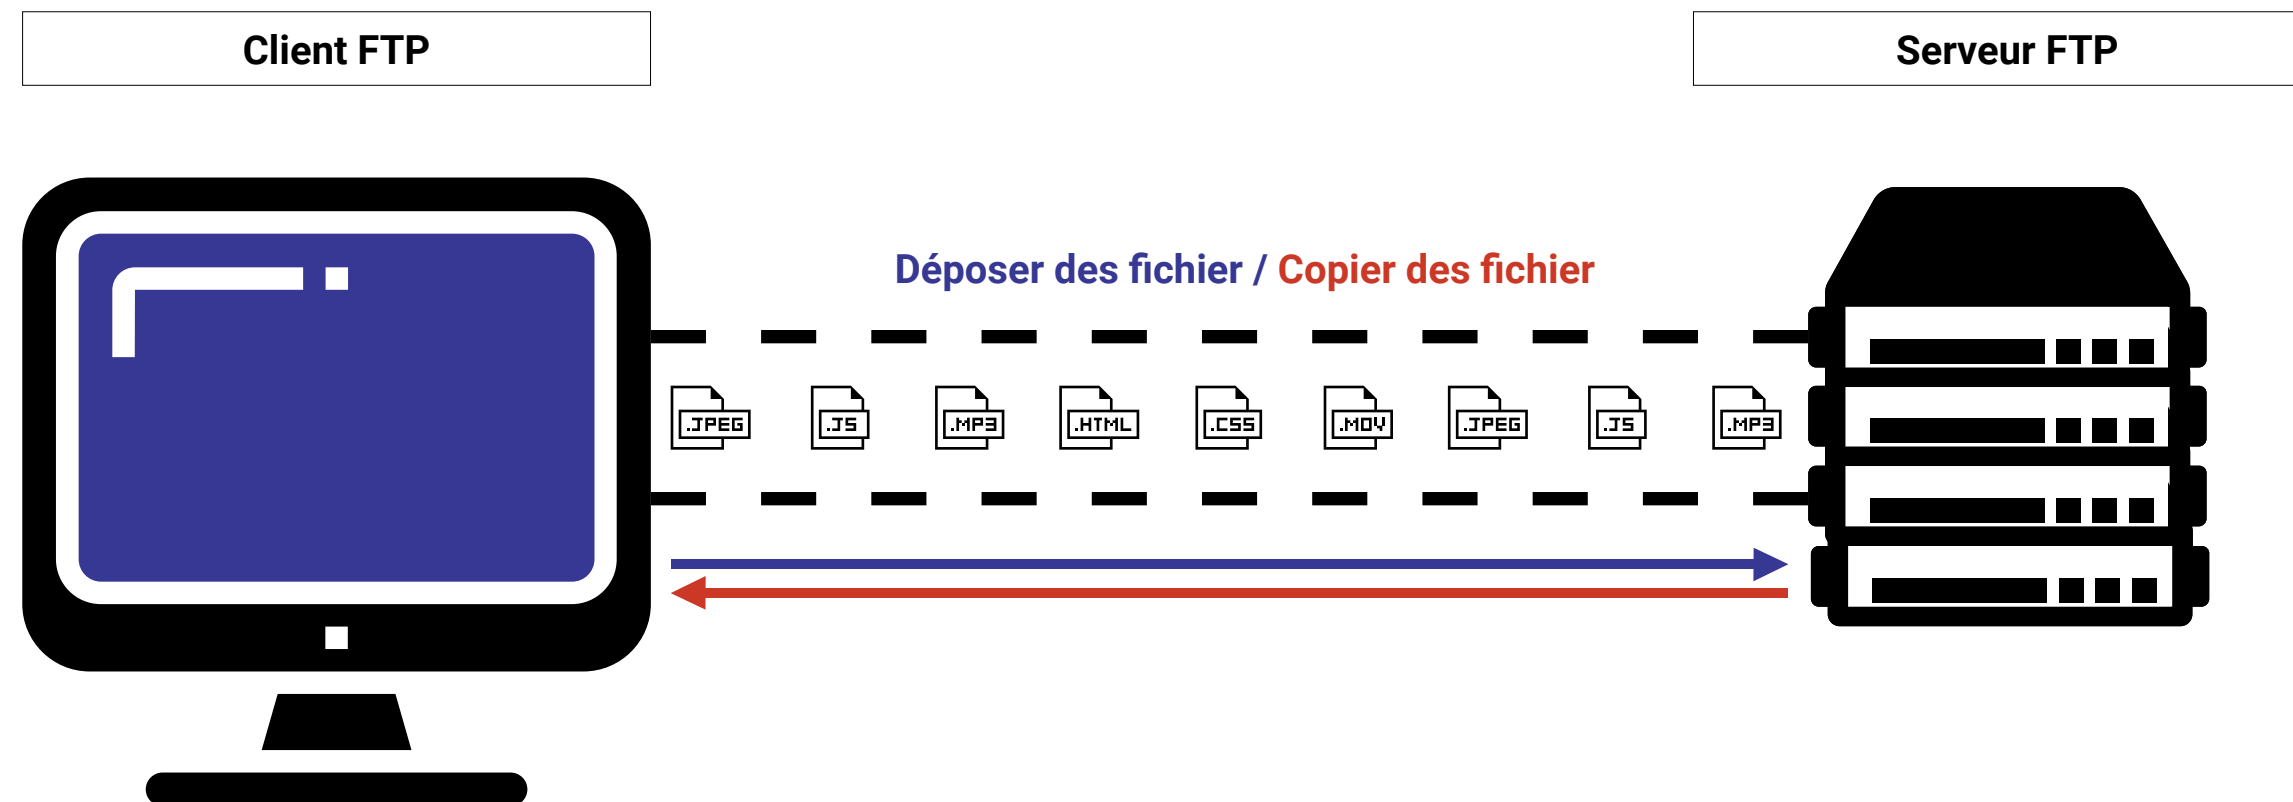 Client FTP
Serveur FTP
Déposer des fichier / Copier des fichier
.JPEG
.JS
.MP3
.HTML
.CSS
.MOV
.JPEG
.JS
.MP3